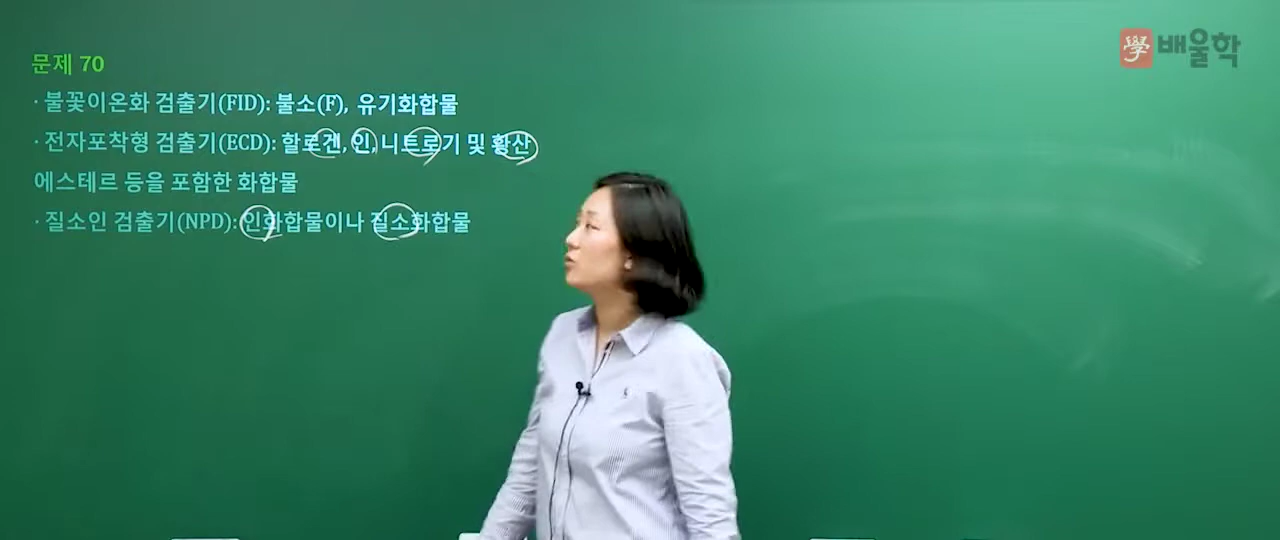 學 배울학
문제 70
· 불꽃이온화 검출기(FID): 불소(F), 유기화합물
· 전자포착형 검출기(ECD): 할로겐, 인, 니트로기 및 황산
에스테르 등을 포함한 화합물
· 질소인 검출기(NPD): 인화합물이나 질소화합물